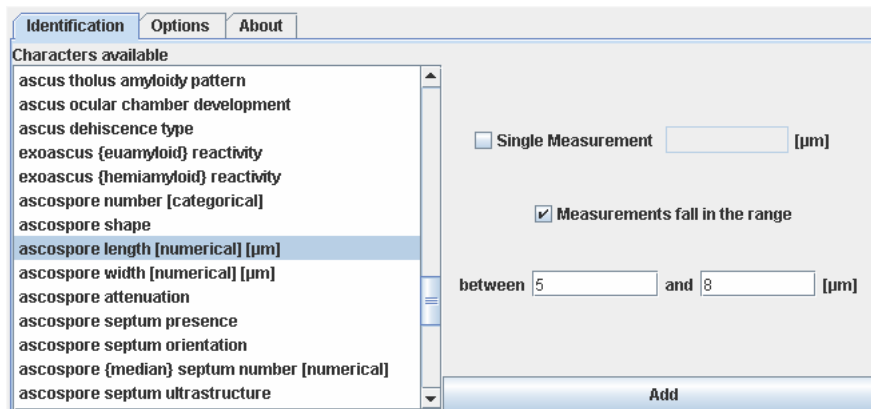 Identification Options About
Characters available
ascus tholus amyloidy pattern
ascus ocular chamber development
ascus dehiscence type
exoascus {euamyloid} reactivity
exoascus {hemiamyloid} reactivity
ascospore number [categorical]
ascospore shape
ascospore length [numerical] [µm]
ascospore width [numerical] [µm]
ascospore attenuation
ascospore septum presence
ascospore septum orientation
ascospore {median} septum number [numerical]
ascospore septum ultrastructure
Single Measurement [µm]
Measurements fall in the range
between 5 and 8 [µm]
Add